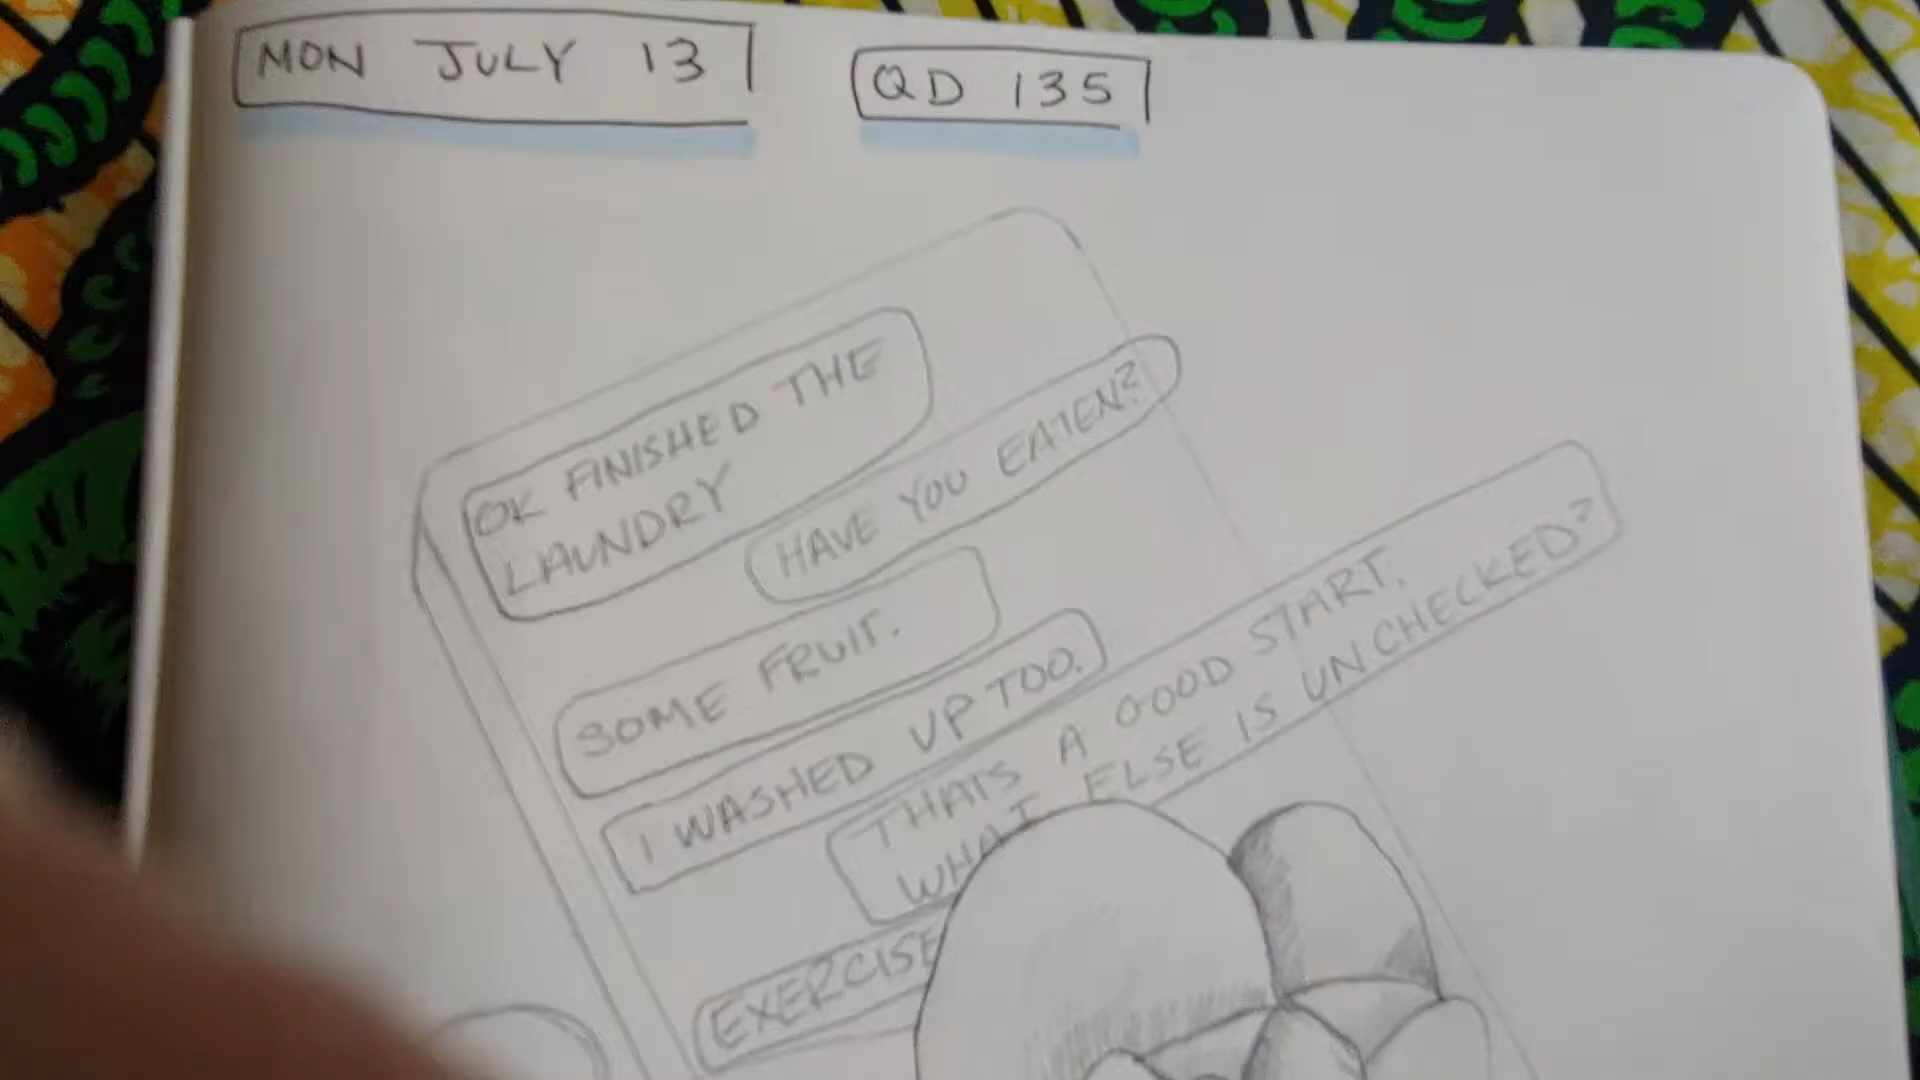 MON JULY 13
QD 135
OK FINISHED THE
LAUNDRY
HAVE YOU EATEN?
SOME FRUIT.
I WASHED UP TOO.
THATS A GOOD START.
WHAT ELSE IS UNCHECKED?
EXERCISE